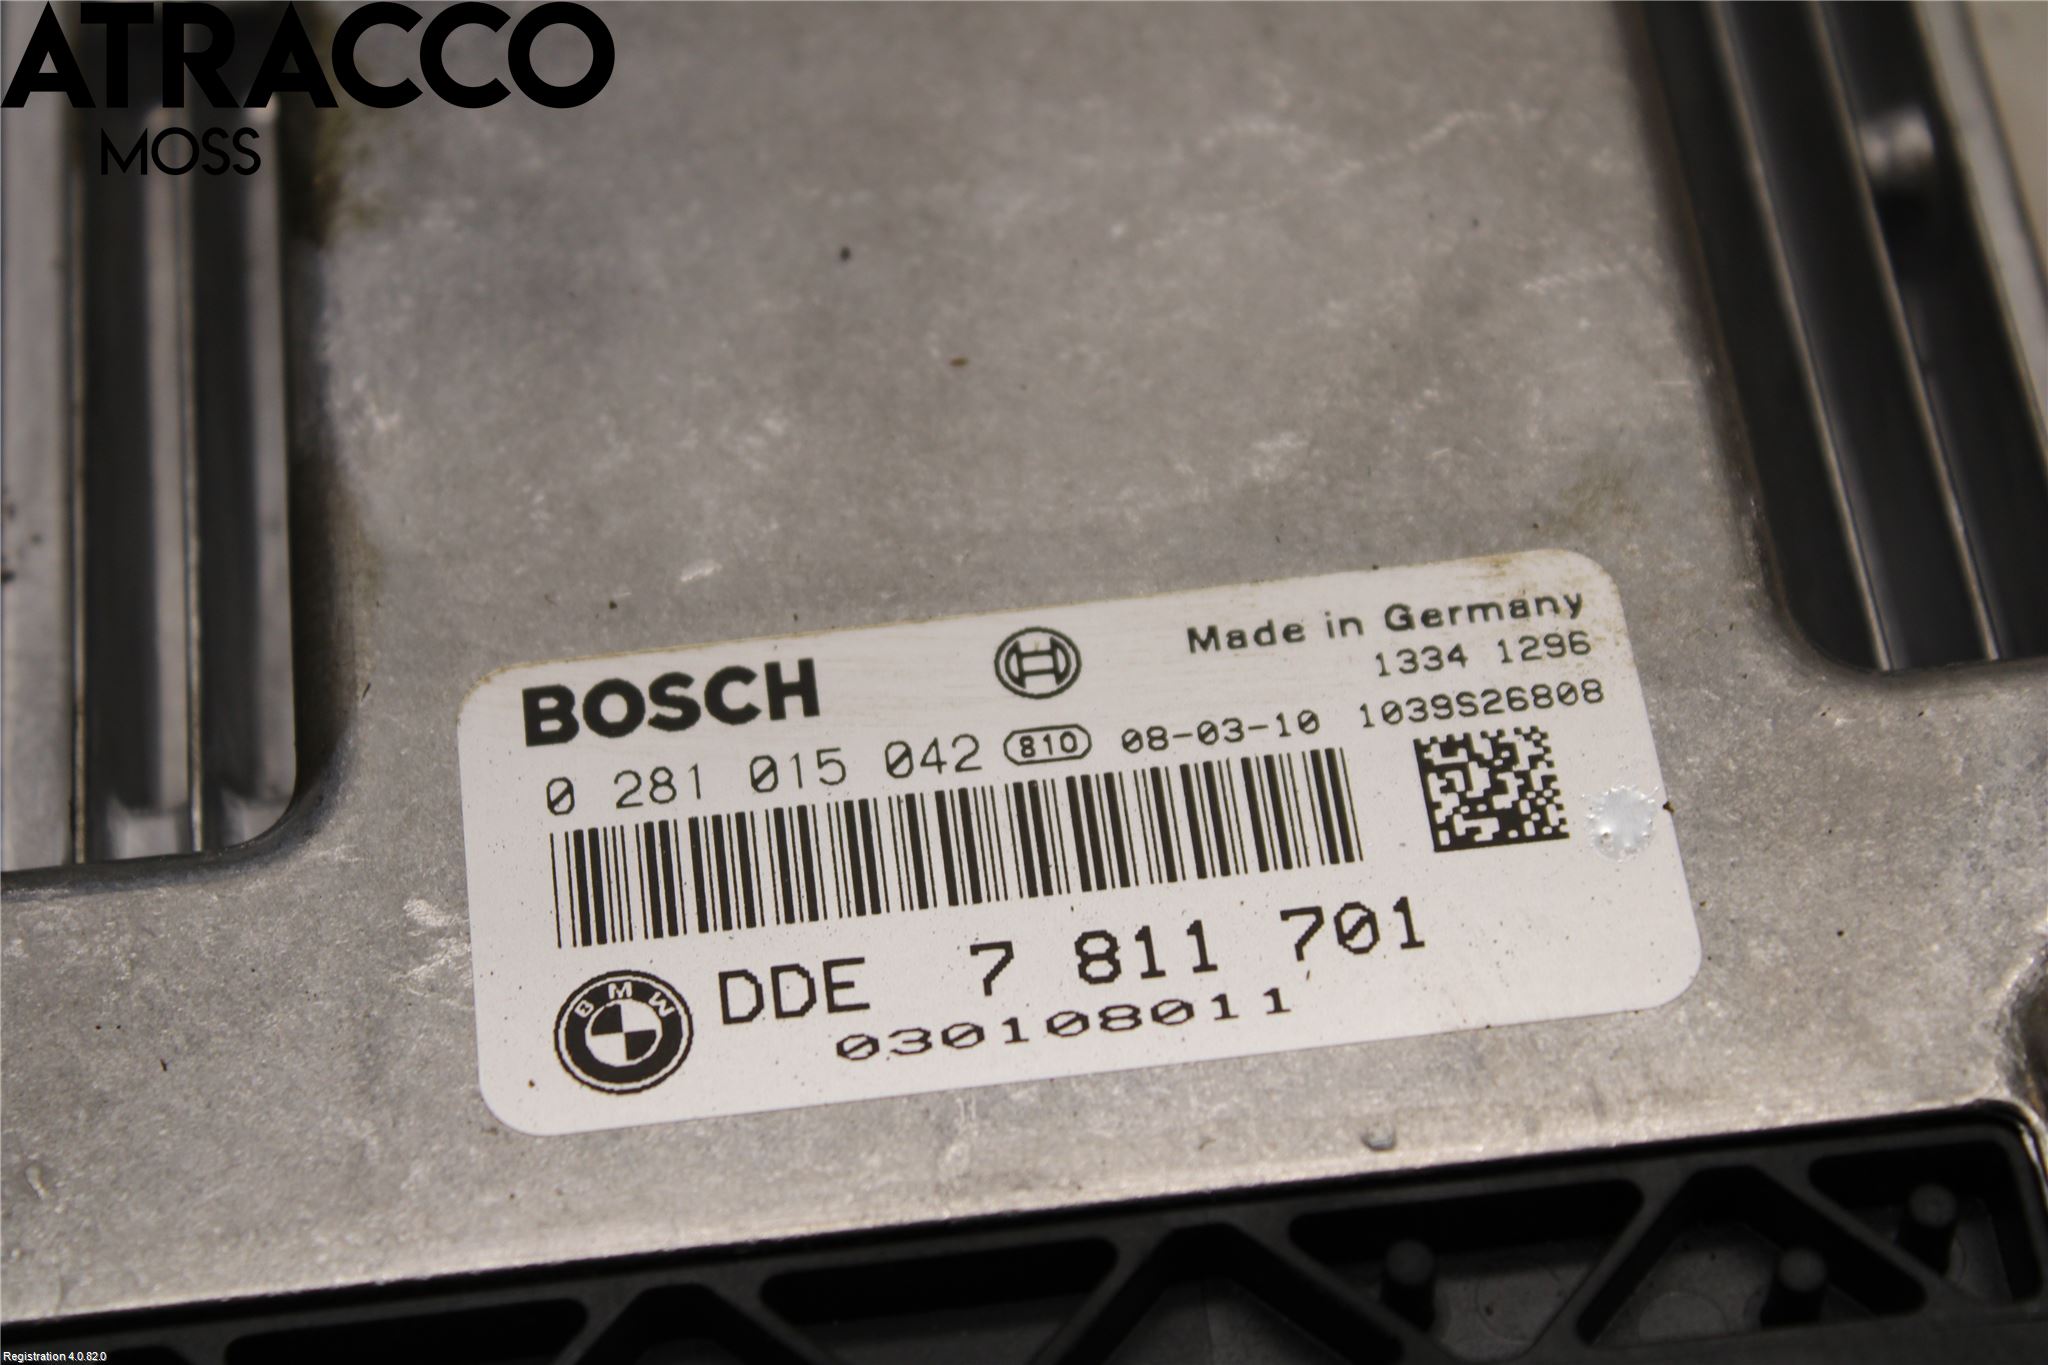 ATRACCO
MOSS
BOSCH
Made in Germany
1334 1296
0 281 015 042 810 08-03-10 1039S26808
BMW
DDE 7 811 701
030108011
Registration 4.0.82.0